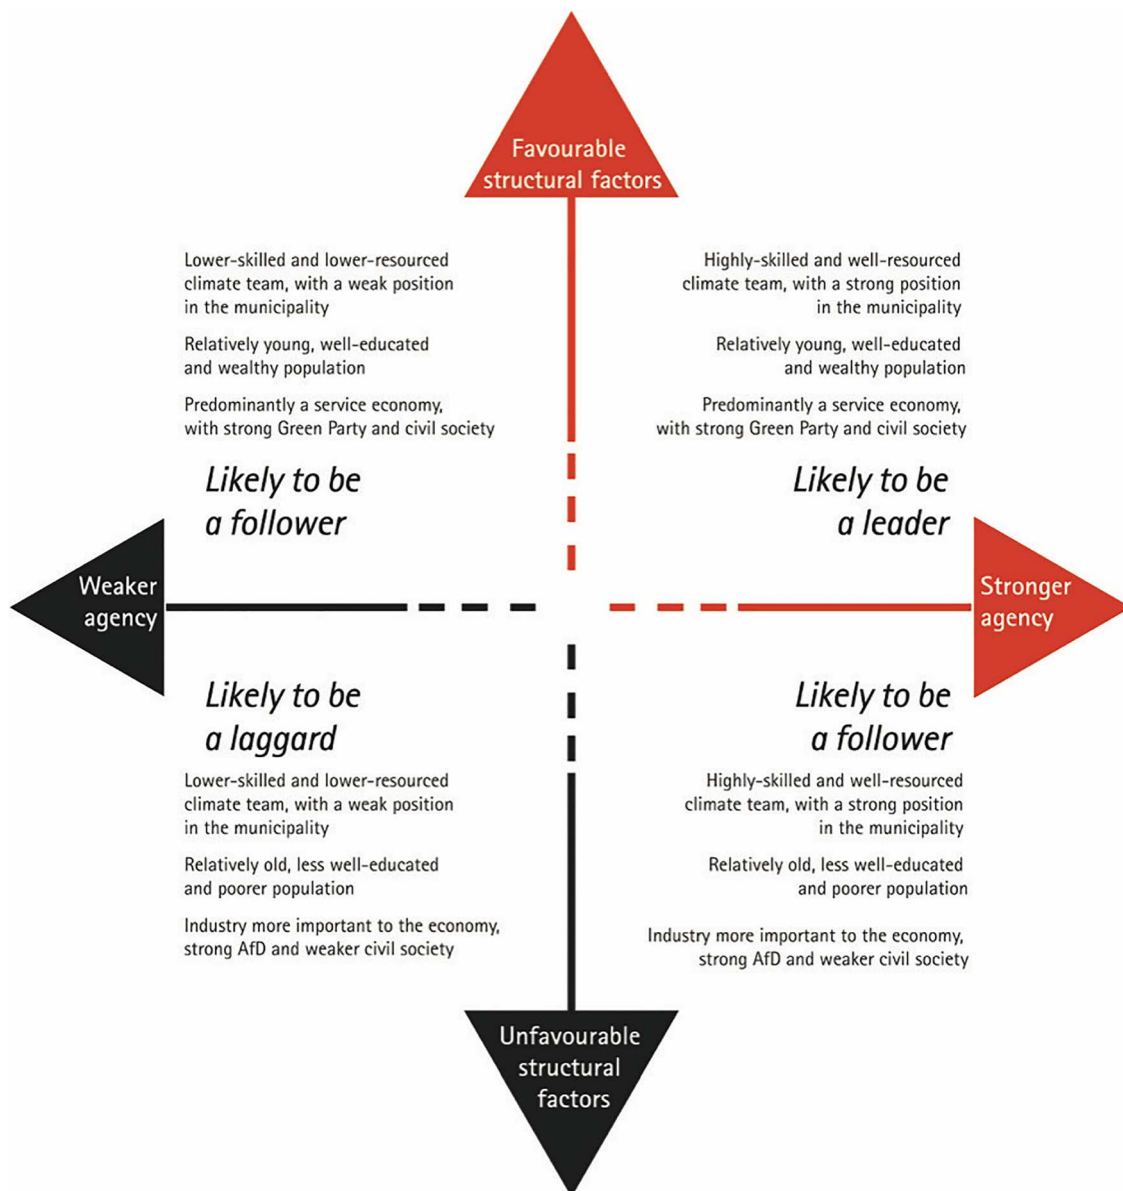 Favourable
structural factors
Lower-skilled and lower-resourced
climate team, with a weak position
in the municipality
Relatively young, well-educated
and wealthy population
Predominantly a service economy,
with strong Green Party and civil society
Likely to be
a follower
Highly-skilled and well-resourced
climate team, with a strong position
in the municipality
Relatively young, well-educated
and wealthy population
Predominantly a service economy,
with strong Green Party and civil society
Likely to be
a leader
Weaker
agency
Stronger
agency
Likely to be
a laggard
Lower-skilled and lower-resourced
climate team, with a weak position
in the municipality
Relatively old, less well-educated
and poorer population
Industry more important to the economy,
strong AfD and weaker civil society
Likely to be
a follower
Highly-skilled and well-resourced
climate team, with a strong position
in the municipality
Relatively old, less well-educated
and poorer population
Industry more important to the economy,
strong AfD and weaker civil society
Unfavourable
structural
factors